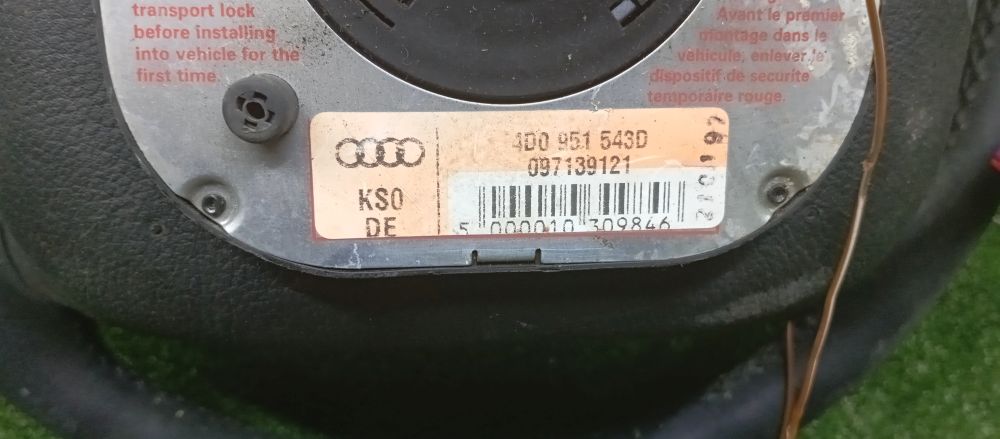 transport lock
before installing
into vehicle for the
first time.
Avant le premier
montage dans le
véhicule, enlever le
dispositif de securite
temporaire rouge.
4D0 951 543D
097139121
KS0
DE
5 000010 309846